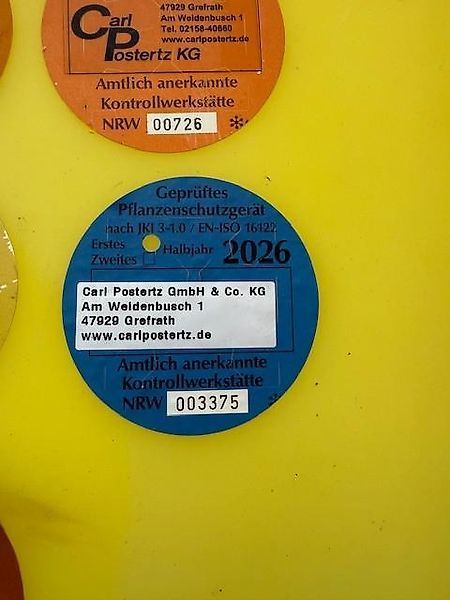 47929 Grefrath
Am Weidenbusch 1
Tel. 02158-40660
www.carlpostertz.de
Carl
Postertz KG
Amtlich anerkannte
Kontrollwerkstätte
NRW 00726
Geprüftes
Pflanzenschutzgerät
nach JKI 3-1.0 / EN-ISO 16122
Erstes
Zweites
Halbjahr 2026
Carl Postertz GmbH & Co. KG
Am Weidenbusch 1
47929 Grefrath
www.carlpostertz.de
Amtlich anerkannte
Kontrollwerkstätte
NRW 003375